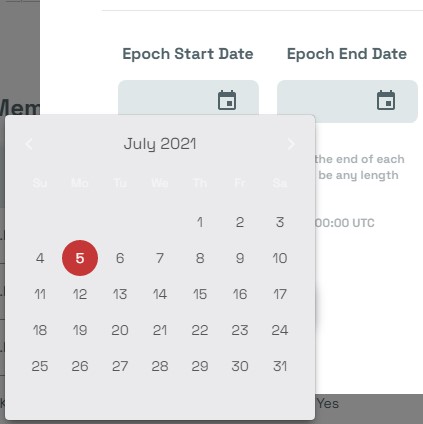 Epoch Start Date Epoch End Date
Mem
July 2021
the end of each
Su Mo Tu We Th Fr Sa
be any length
1 2 3
00:00 UTC
4 5 6 7 8 9 10
11 12 13 14 15 16 17
18 19 20 21 22 23 24
25 26 27 28 29 30 31
Yes